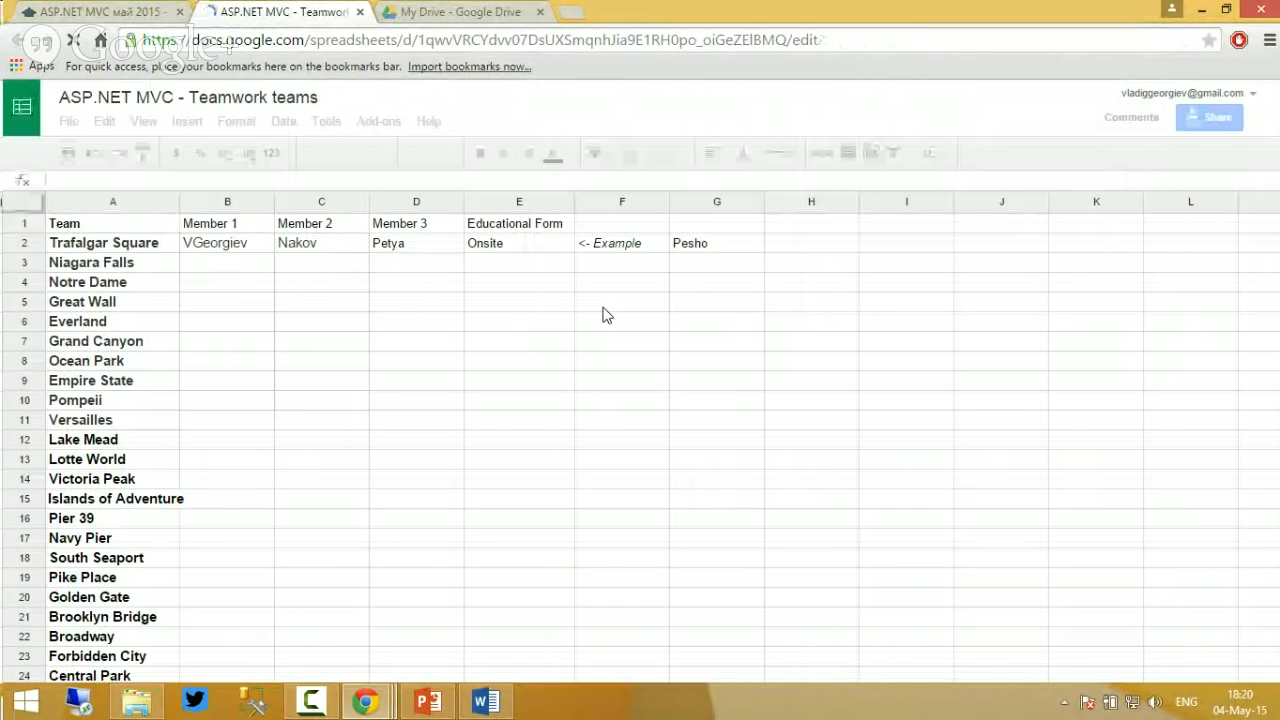 ASP.NET MVC май 2015 -
ASP.NET MVC - Teamwork
My Drive - Google Drive
Google+
https://docs.google.com/spreadsheets/d/1qwvVRCYdvv07DsUXSmqnhJia9E1RH0po_oiGeZElBMQ/edit
Apps For quick access, place your bookmarks here on the bookmarks bar. Import bookmarks now...
ASP.NET MVC - Teamwork teams
vladiggeorgiev@gmail.com
File Edit View Insert Format Data Tools Add-ons Help
Comments Share
$ % 123
fx
A B C D E F G H I J K L
1 Team Member 1 Member 2 Member 3 Educational Form
2 Trafalgar Square VGeorgiev Nakov Petya Onsite <- Example Pesho
3 Niagara Falls
4 Notre Dame
5 Great Wall
6 Everland
7 Grand Canyon
8 Ocean Park
9 Empire State
10 Pompeii
11 Versailles
12 Lake Mead
13 Lotte World
14 Victoria Peak
15 Islands of Adventure
16 Pier 39
17 Navy Pier
18 South Seaport
19 Pike Place
20 Golden Gate
21 Brooklyn Bridge
22 Broadway
23 Forbidden City
24 Central Park
ENG
18:20
04-May-15